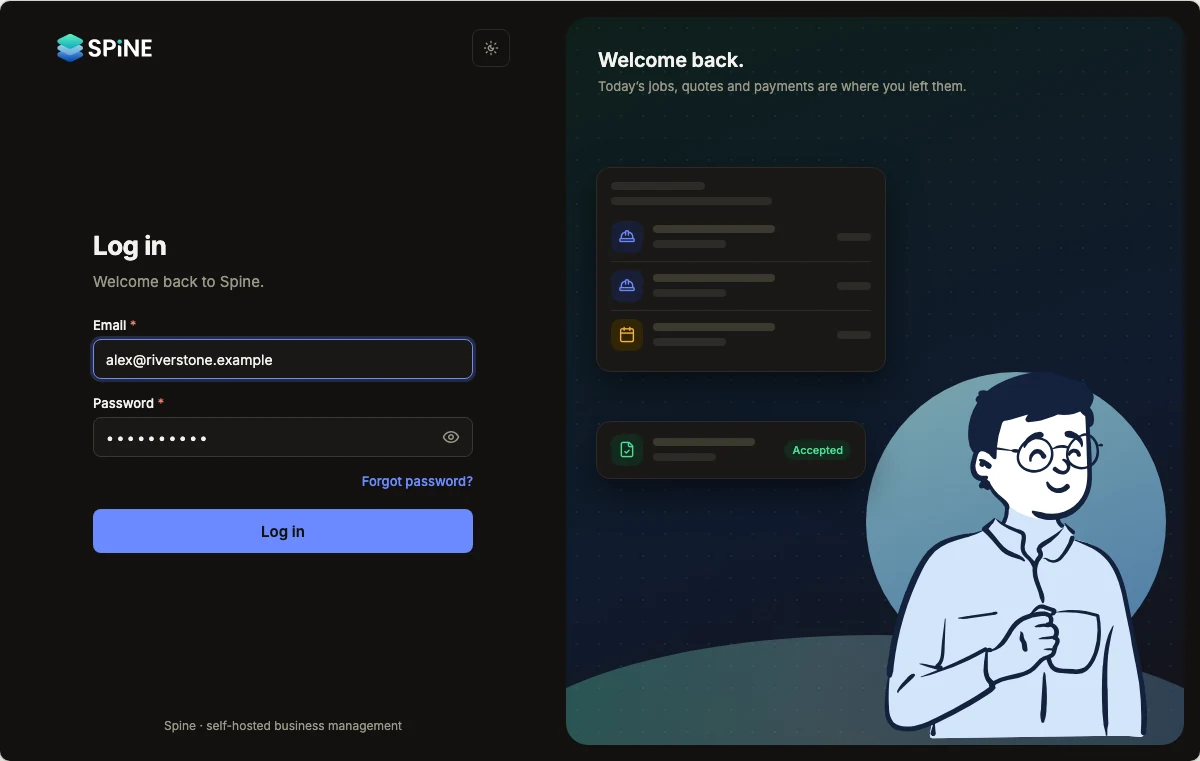 SPiNE
Log in
Welcome back to Spine.
Email *
alex@riverstone.example
Password *
Forgot password?
Log in
Spine · self-hosted business management
Welcome back.
Today's jobs, quotes and payments are where you left them.
Accepted